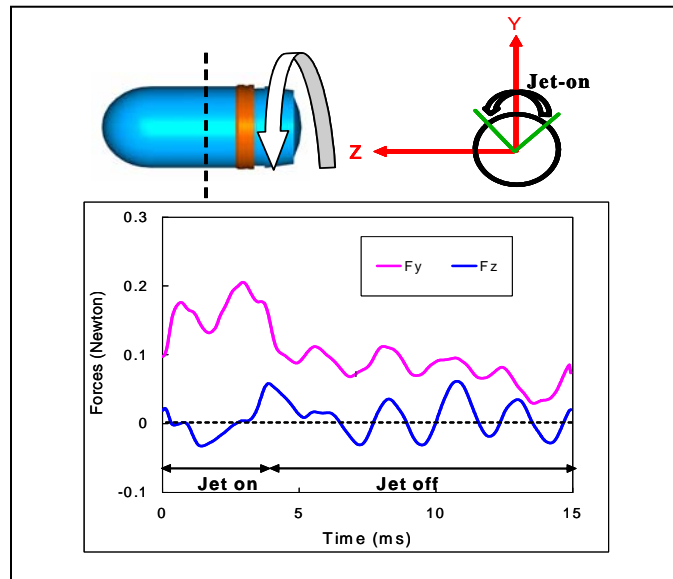 Y
Jet-on
Z
0.3
Fy
Fz
0.2
0.1
0
-0.1
Forces (Newton)
Jet on
Jet off
0
5
10
15
Time (ms)